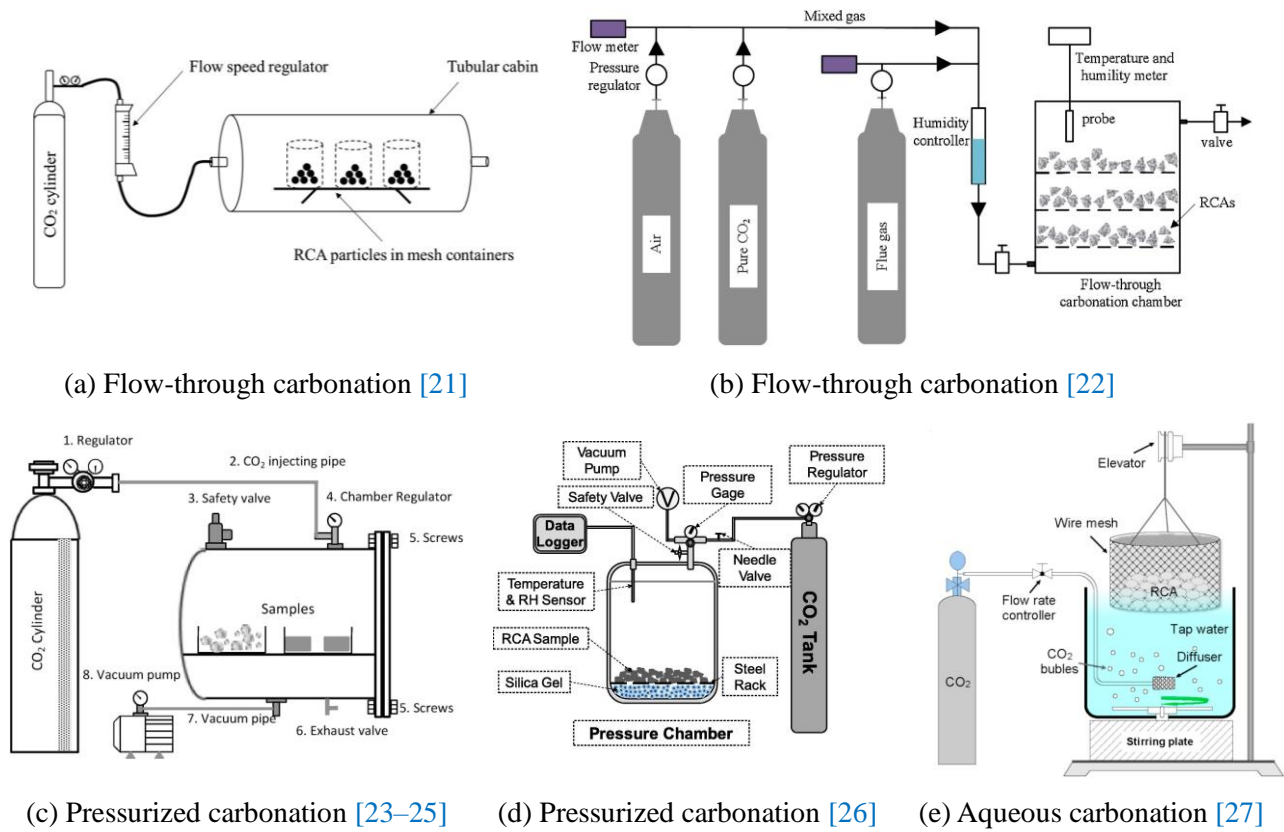 Flow speed regulator
Tubular cabin
CO₂ cylinder
RCA particles in mesh containers
(a) Flow-through carbonation [21]
Mixed gas
Flow meter
Pressure
regulator
Temperature and
humility meter
Humidity
controller
probe
valve
RCAs
Air
Pure CO₂
Flue gas
Flow-through
carbonation chamber
(b) Flow-through carbonation [22]
1. Regulator
2. CO₂ injecting pipe
3. Safety valve
4. Chamber Regulator
5. Screws
CO₂ Cylinder
Samples
8. Vacuum pump
7. Vacuum pipe
6. Exhaust valve
5. Screws
(c) Pressurized carbonation [23–25]
Vacuum
Pump
Pressure
Regulator
Safety Valve
Pressure
Gage
Data
Logger
Needle
Valve
Temperature
& RH Sensor
CO₂ Tank
RCA Sample
Steel
Rack
Silica Gel
Pressure Chamber
(d) Pressurized carbonation [26]
Elevator
Wire mesh
RCA
Flow rate
controller
Tap water
CO₂
bubles
Diffuser
CO₂
Stirring plate
(e) Aqueous carbonation [27]